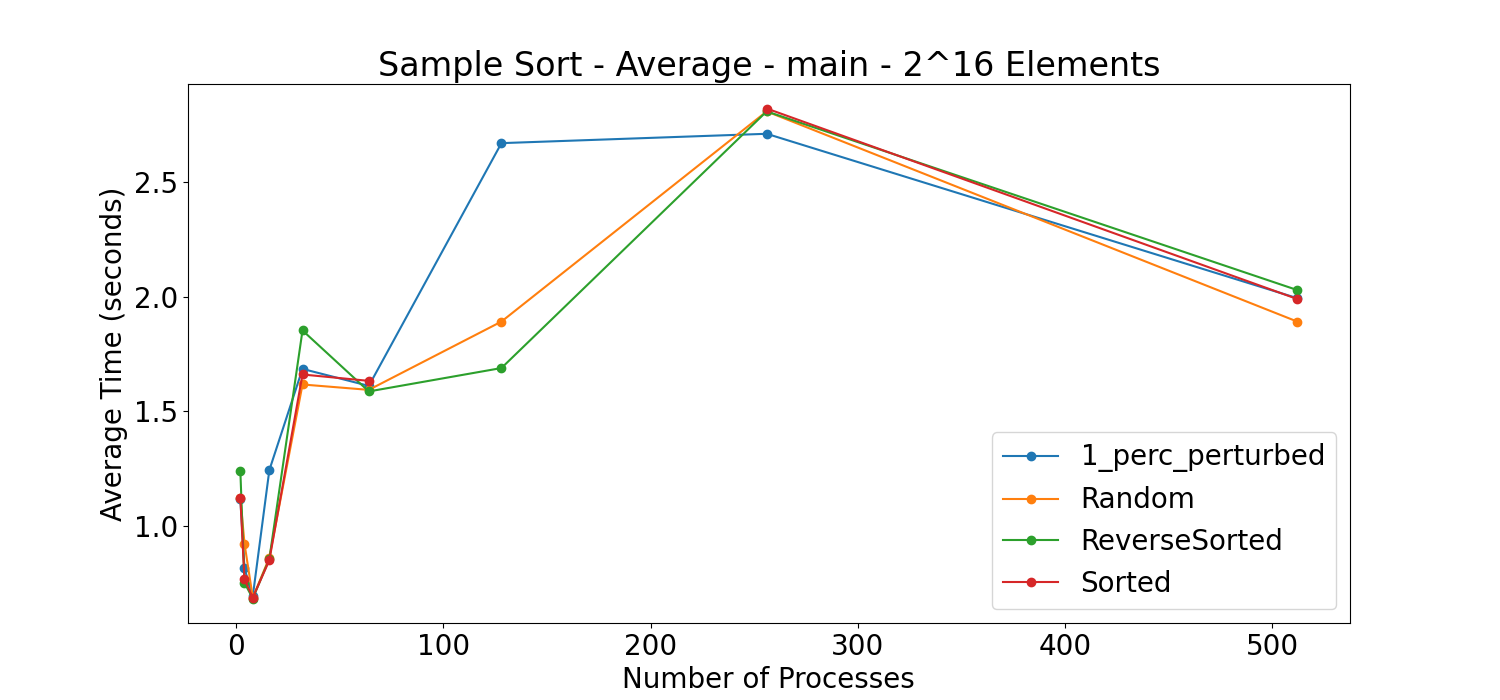 Sample Sort - Average - main - 2^16 Elements
Average Time (seconds)
2.5
2.0
1.5
1.0
1_perc_perturbed
Random
ReverseSorted
Sorted
0 100 200 300 400 500
Number of Processes